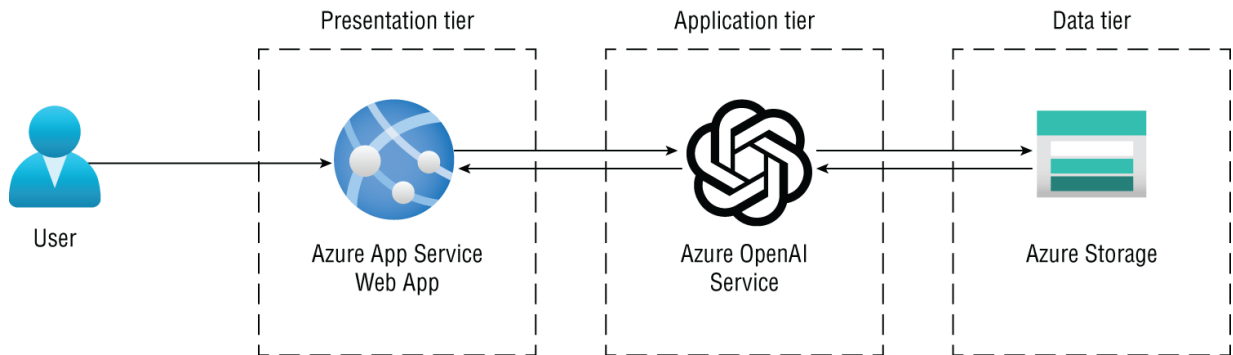 Presentation tier
Application tier
Data tier
User
Azure App Service
Web App
Azure OpenAI
Service
Azure Storage